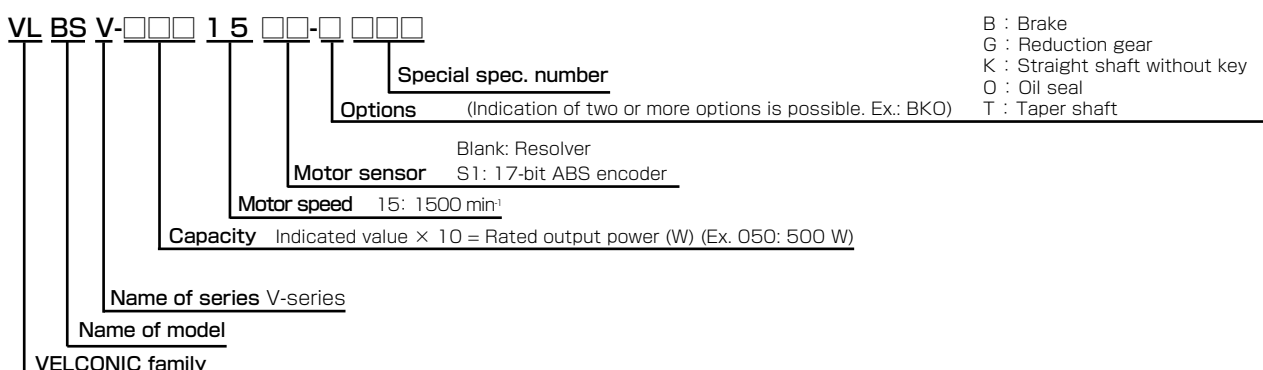 VL BS V-□□□ 15 □□-□ □□□
B : Brake
G : Reduction gear
K : Straight shaft without key
O : Oil seal
T : Taper shaft
Special spec. number
Options (Indication of two or more options is possible. Ex.: BKO)
Blank: Resolver
Motor sensor S1: 17-bit ABS encoder
Motor speed 15: 1500 min-1
Capacity Indicated value × 10 = Rated output power (W) (Ex. 050: 500 W)
Name of series V-series
Name of model
VELCONIC family